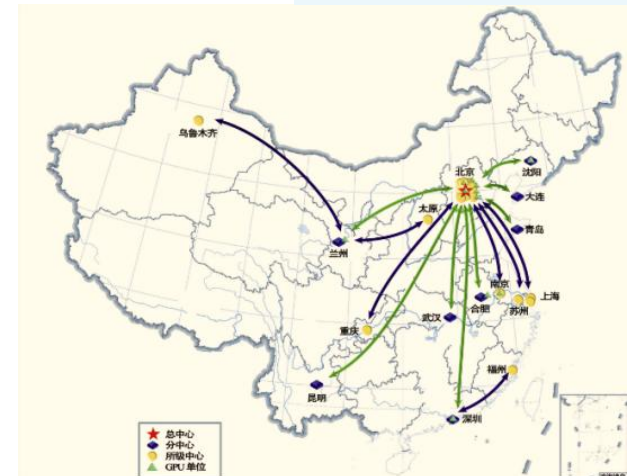 乌鲁木齐
北京
沈阳
大连
太原
青岛
兰州
南京
上海
合肥
苏州
武汉
重庆
福州
昆明
深圳
总中心
分中心
所级中心
GPU 单位